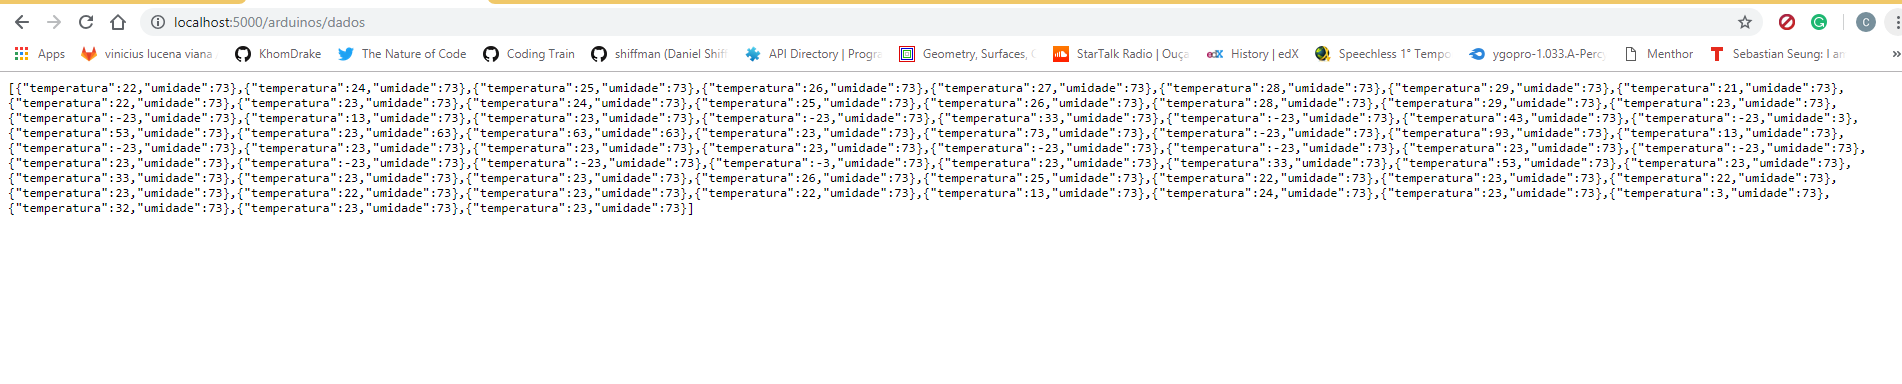 localhost:5000/arduinos/dados
C
Apps vinicius lucena viana KhomDrake The Nature of Code Coding Train shiffman (Daniel Shiff API Directory | Progra Geometry, Surfaces, StarTalk Radio | Ouça edX History | edX Speechless 1° Tempo ygopro-1.033.A-Percy Menthor Sebastian Seung: I am »
[{"temperatura":22,"umidade":73},{"temperatura":24,"umidade":73},{"temperatura":25,"umidade":73},{"temperatura":26,"umidade":73},{"temperatura":27,"umidade":73},{"temperatura":28,"umidade":73},{"temperatura":29,"umidade":73},{"temperatura":21,"umidade":73},
{"temperatura":22,"umidade":73},{"temperatura":23,"umidade":73},{"temperatura":24,"umidade":73},{"temperatura":25,"umidade":73},{"temperatura":26,"umidade":73},{"temperatura":28,"umidade":73},{"temperatura":29,"umidade":73},{"temperatura":23,"umidade":73},
{"temperatura":-23,"umidade":73},{"temperatura":13,"umidade":73},{"temperatura":23,"umidade":73},{"temperatura":-23,"umidade":73},{"temperatura":33,"umidade":73},{"temperatura":-23,"umidade":73},{"temperatura":43,"umidade":73},{"temperatura":-23,"umidade":3},
{"temperatura":53,"umidade":73},{"temperatura":23,"umidade":63},{"temperatura":63,"umidade":63},{"temperatura":23,"umidade":73},{"temperatura":73,"umidade":73},{"temperatura":-23,"umidade":73},{"temperatura":93,"umidade":73},{"temperatura":13,"umidade":73},
{"temperatura":-23,"umidade":73},{"temperatura":23,"umidade":73},{"temperatura":23,"umidade":73},{"temperatura":23,"umidade":73},{"temperatura":-23,"umidade":73},{"temperatura":-23,"umidade":73},{"temperatura":23,"umidade":73},{"temperatura":-23,"umidade":73},
{"temperatura":23,"umidade":73},{"temperatura":-23,"umidade":73},{"temperatura":-23,"umidade":73},{"temperatura":-3,"umidade":73},{"temperatura":23,"umidade":73},{"temperatura":33,"umidade":73},{"temperatura":53,"umidade":73},{"temperatura":23,"umidade":73},
{"temperatura":33,"umidade":73},{"temperatura":23,"umidade":73},{"temperatura":23,"umidade":73},{"temperatura":26,"umidade":73},{"temperatura":25,"umidade":73},{"temperatura":22,"umidade":73},{"temperatura":23,"umidade":73},{"temperatura":22,"umidade":73},
{"temperatura":23,"umidade":73},{"temperatura":22,"umidade":73},{"temperatura":23,"umidade":73},{"temperatura":22,"umidade":73},{"temperatura":13,"umidade":73},{"temperatura":24,"umidade":73},{"temperatura":23,"umidade":73},{"temperatura":3,"umidade":73},
{"temperatura":32,"umidade":73},{"temperatura":23,"umidade":73},{"temperatura":23,"umidade":73}]